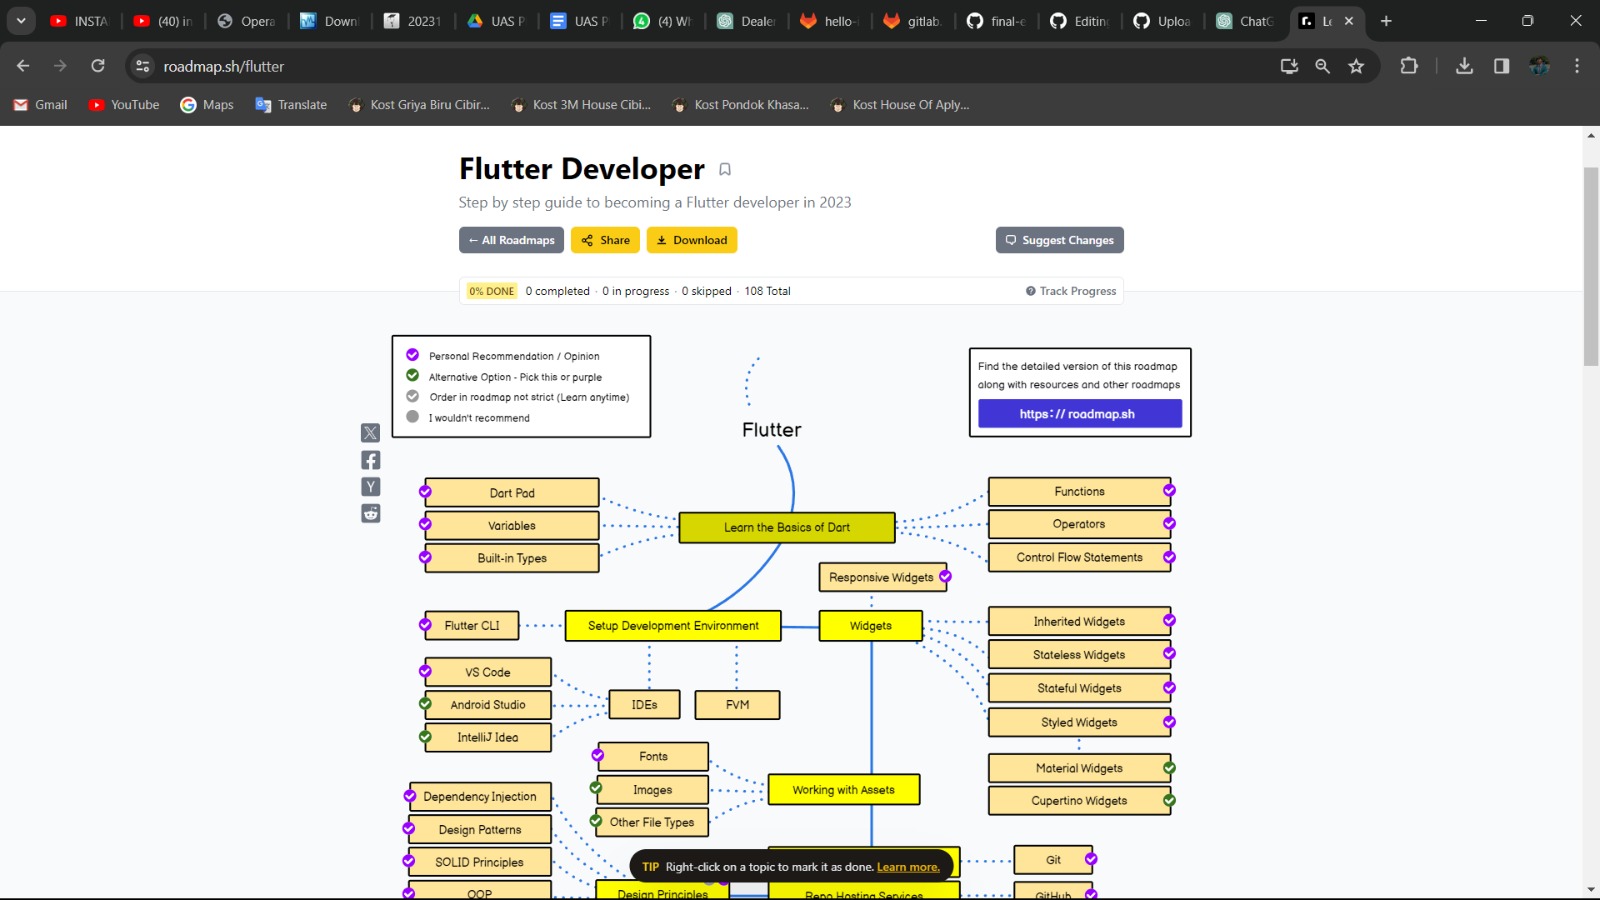 INSTA
(40) in
Opera
Downl
20231
UAS P
UAS P
(4) Wh
Dealer
hello-i
gitlab.
final-e
Editing
Uploa
ChatG
roadmap.sh/flutter
Gmail
YouTube
Maps
Translate
Kost Griya Biru Cibir...
Kost 3M House Cibi...
Kost Pondok Khasa...
Kost House Of Aply...
Flutter Developer
Step by step guide to becoming a Flutter developer in 2023
← All Roadmaps
Share
Download
Suggest Changes
0% DONE 0 completed · 0 in progress · 0 skipped · 108 Total
Track Progress
Personal Recommendation / Opinion
Alternative Option - Pick this or purple
Order in roadmap not strict (Learn anytime)
I wouldn't recommend
Find the detailed version of this roadmap
along with resources and other roadmaps
https://roadmap.sh
Flutter
Dart Pad
Variables
Built-in Types
Learn the Basics of Dart
Functions
Operators
Control Flow Statements
Responsive Widgets
Flutter CLI
Setup Development Environment
Widgets
Inherited Widgets
Stateless Widgets
Stateful Widgets
Styled Widgets
Material Widgets
Cupertino Widgets
VS Code
Android Studio
IntelliJ Idea
IDEs
FVM
Fonts
Images
Other File Types
Working with Assets
Dependency Injection
Design Patterns
SOLID Principles
OOP
TIP Right-click on a topic to mark it as done. Learn more.
Design Principles
Repo Hosting Services
Git
GitHub